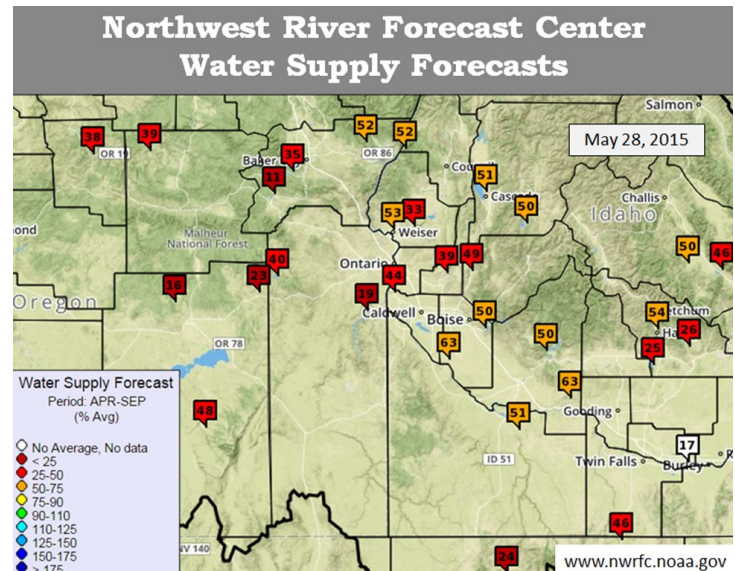 Northwest River Forecast Center
Water Supply Forecasts
May 28, 2015
Salmon
38
39
OR 19
52
52
OR 86
35
Baker
11
51
Cascade
50
Challis
Idaho
53
33
Weiser
Malheur
National Forest
50
46
40
23
16
Ontario
44
39
49
19
Oregon
Caldwell
Boise
50
54
26
25
50
63
OR 78
63
51
Gooding
48
ID 51
17
Twin Falls
Burley
46
24
NV 140
Water Supply Forecast
Period: APR-SEP
(% Avg)
No Average, No data
< 25
25-50
50-75
75-90
90-110
110-125
125-150
150-175
> 175
www.nwrfc.noaa.gov